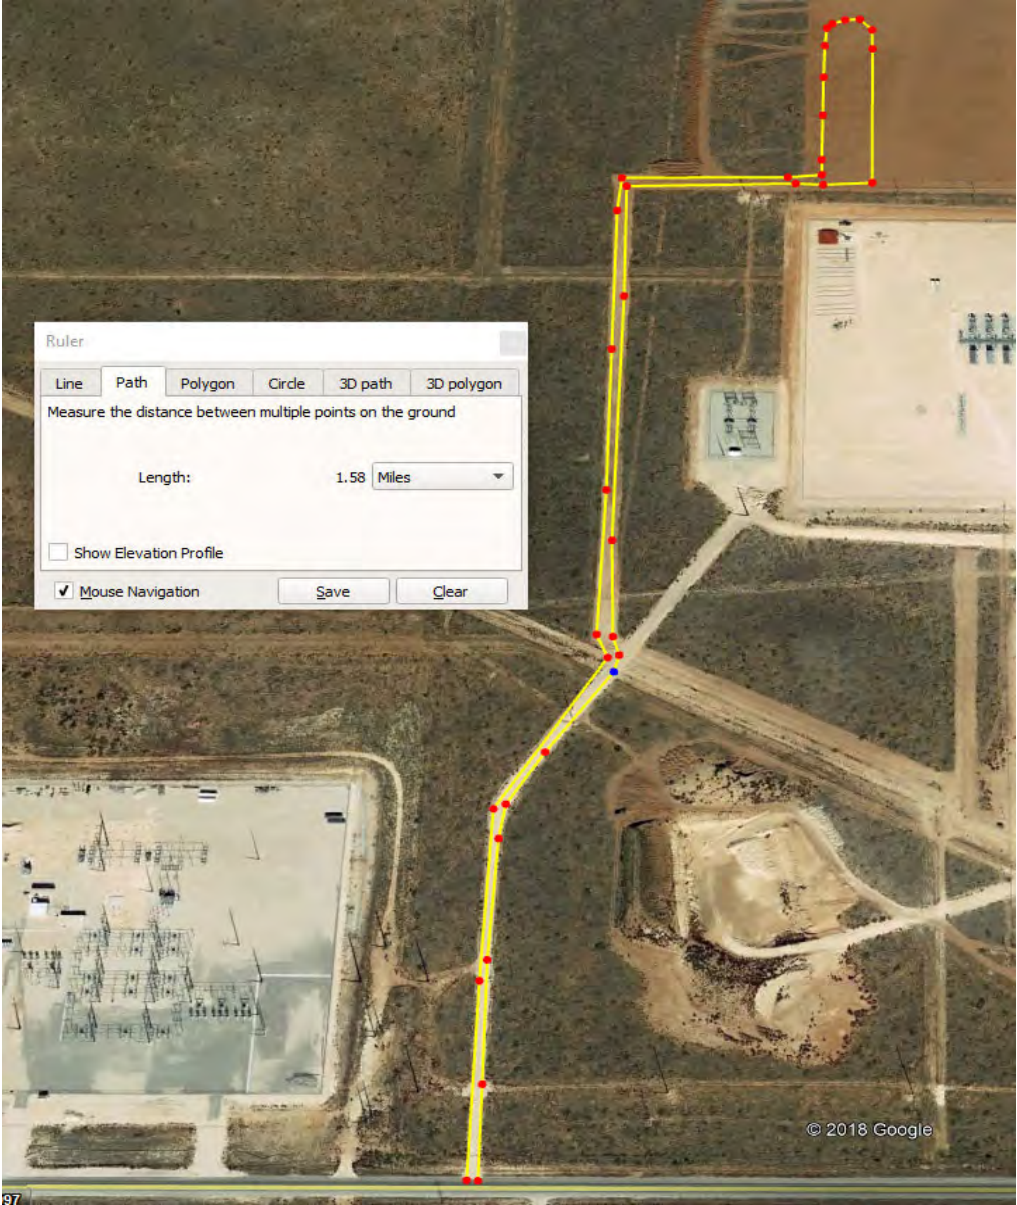 Ruler
Line Path Polygon Circle 3D path 3D polygon
Measure the distance between multiple points on the ground
Length: 1.58 Miles
Show Elevation Profile
Mouse Navigation Save Clear
© 2018 Google
97